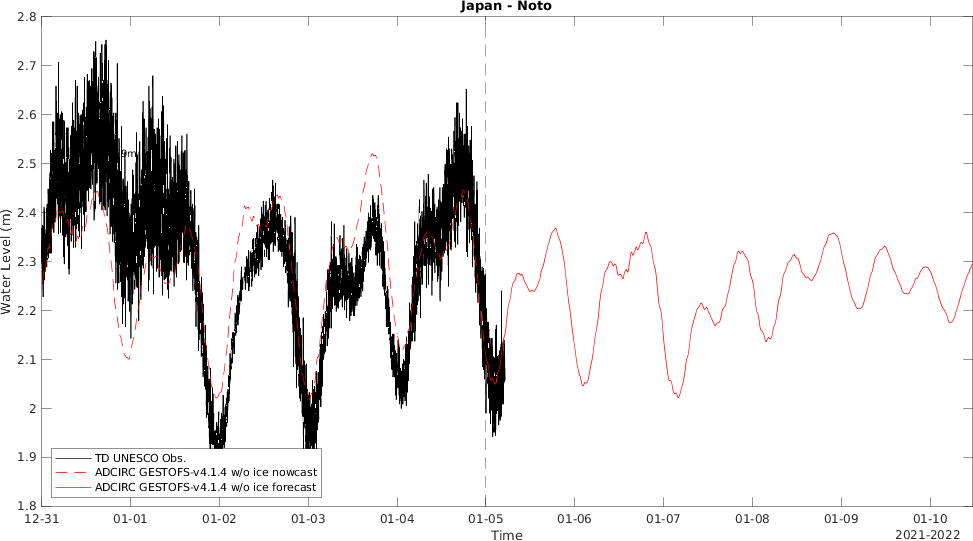 Japan - Noto
2.8
2.7
2.6
2.5
2.4
2.3
2.2
2.1
2
1.9
1.8
Water Level (m)
9m
TD UNESCO Obs.
ADCIRC GESTOFS-v4.1.4 w/o ice nowcast
ADCIRC GESTOFS-v4.1.4 w/o ice forecast
12-31 01-01 01-02 01-03 01-04 01-05 01-06 01-07 01-08 01-09 01-10
Time
2021-2022